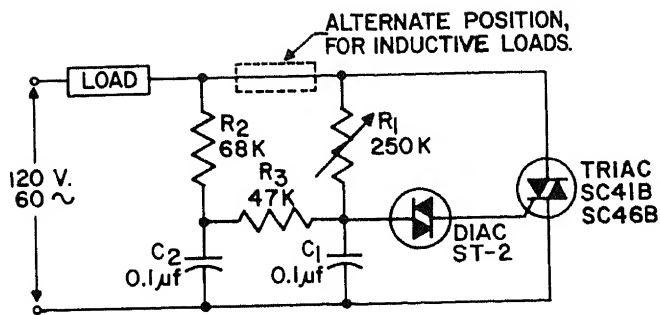 ALTERNATE POSITION,
FOR INDUCTIVE LOADS.
LOAD
R2
68K
R1
250K
R3
47K
120 V.
60 ~
TRIAC
SC41B
SC46B
DIAC
ST-2
C2
0.1µf
C1
0.1µf